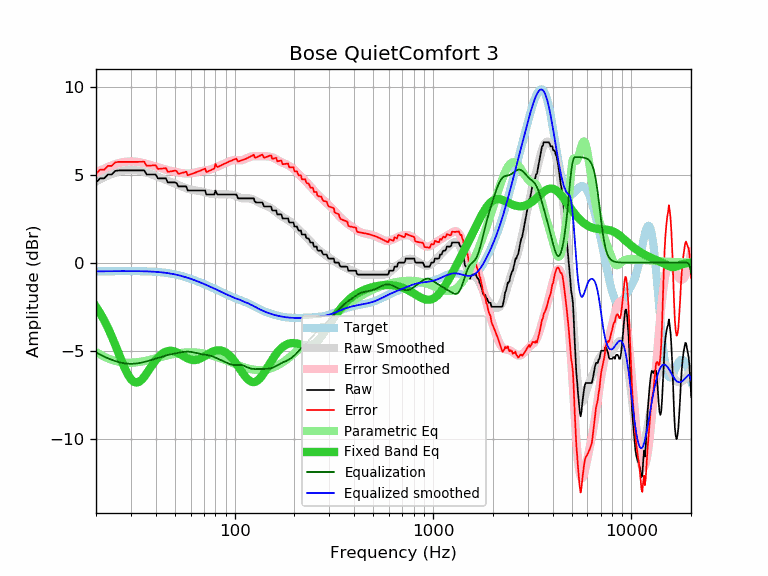 Bose QuietComfort 3
Amplitude (dBr)
10
5
0
−5
−10
Target
Raw Smoothed
Error Smoothed
Raw
Error
Parametric Eq
Fixed Band Eq
Equalization
Equalized smoothed
100
1000
10000
Frequency (Hz)